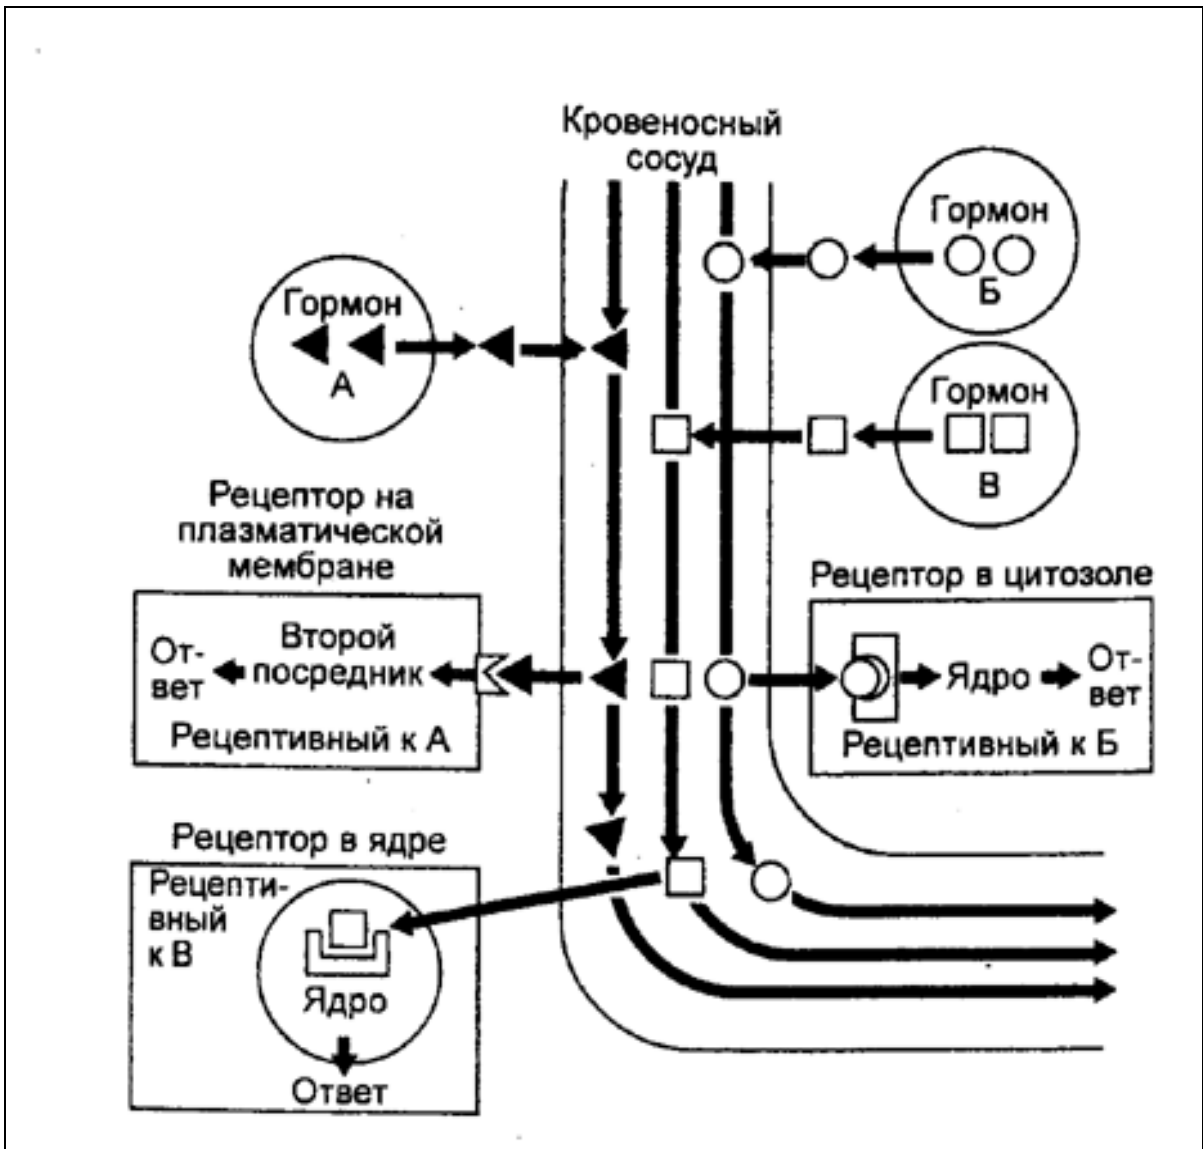 Кровеносный
сосуд
Гормон
А
Гормон
Б
Гормон
В
Рецептор на
плазматической
мембране
От-
вет
Второй
посредник
Рецептивный к А
Рецептор в цитозоле
Ядро
От-
вет
Рецептивный к Б
Рецептор в ядре
Рецепти-
вный
к В
Ядро
Ответ